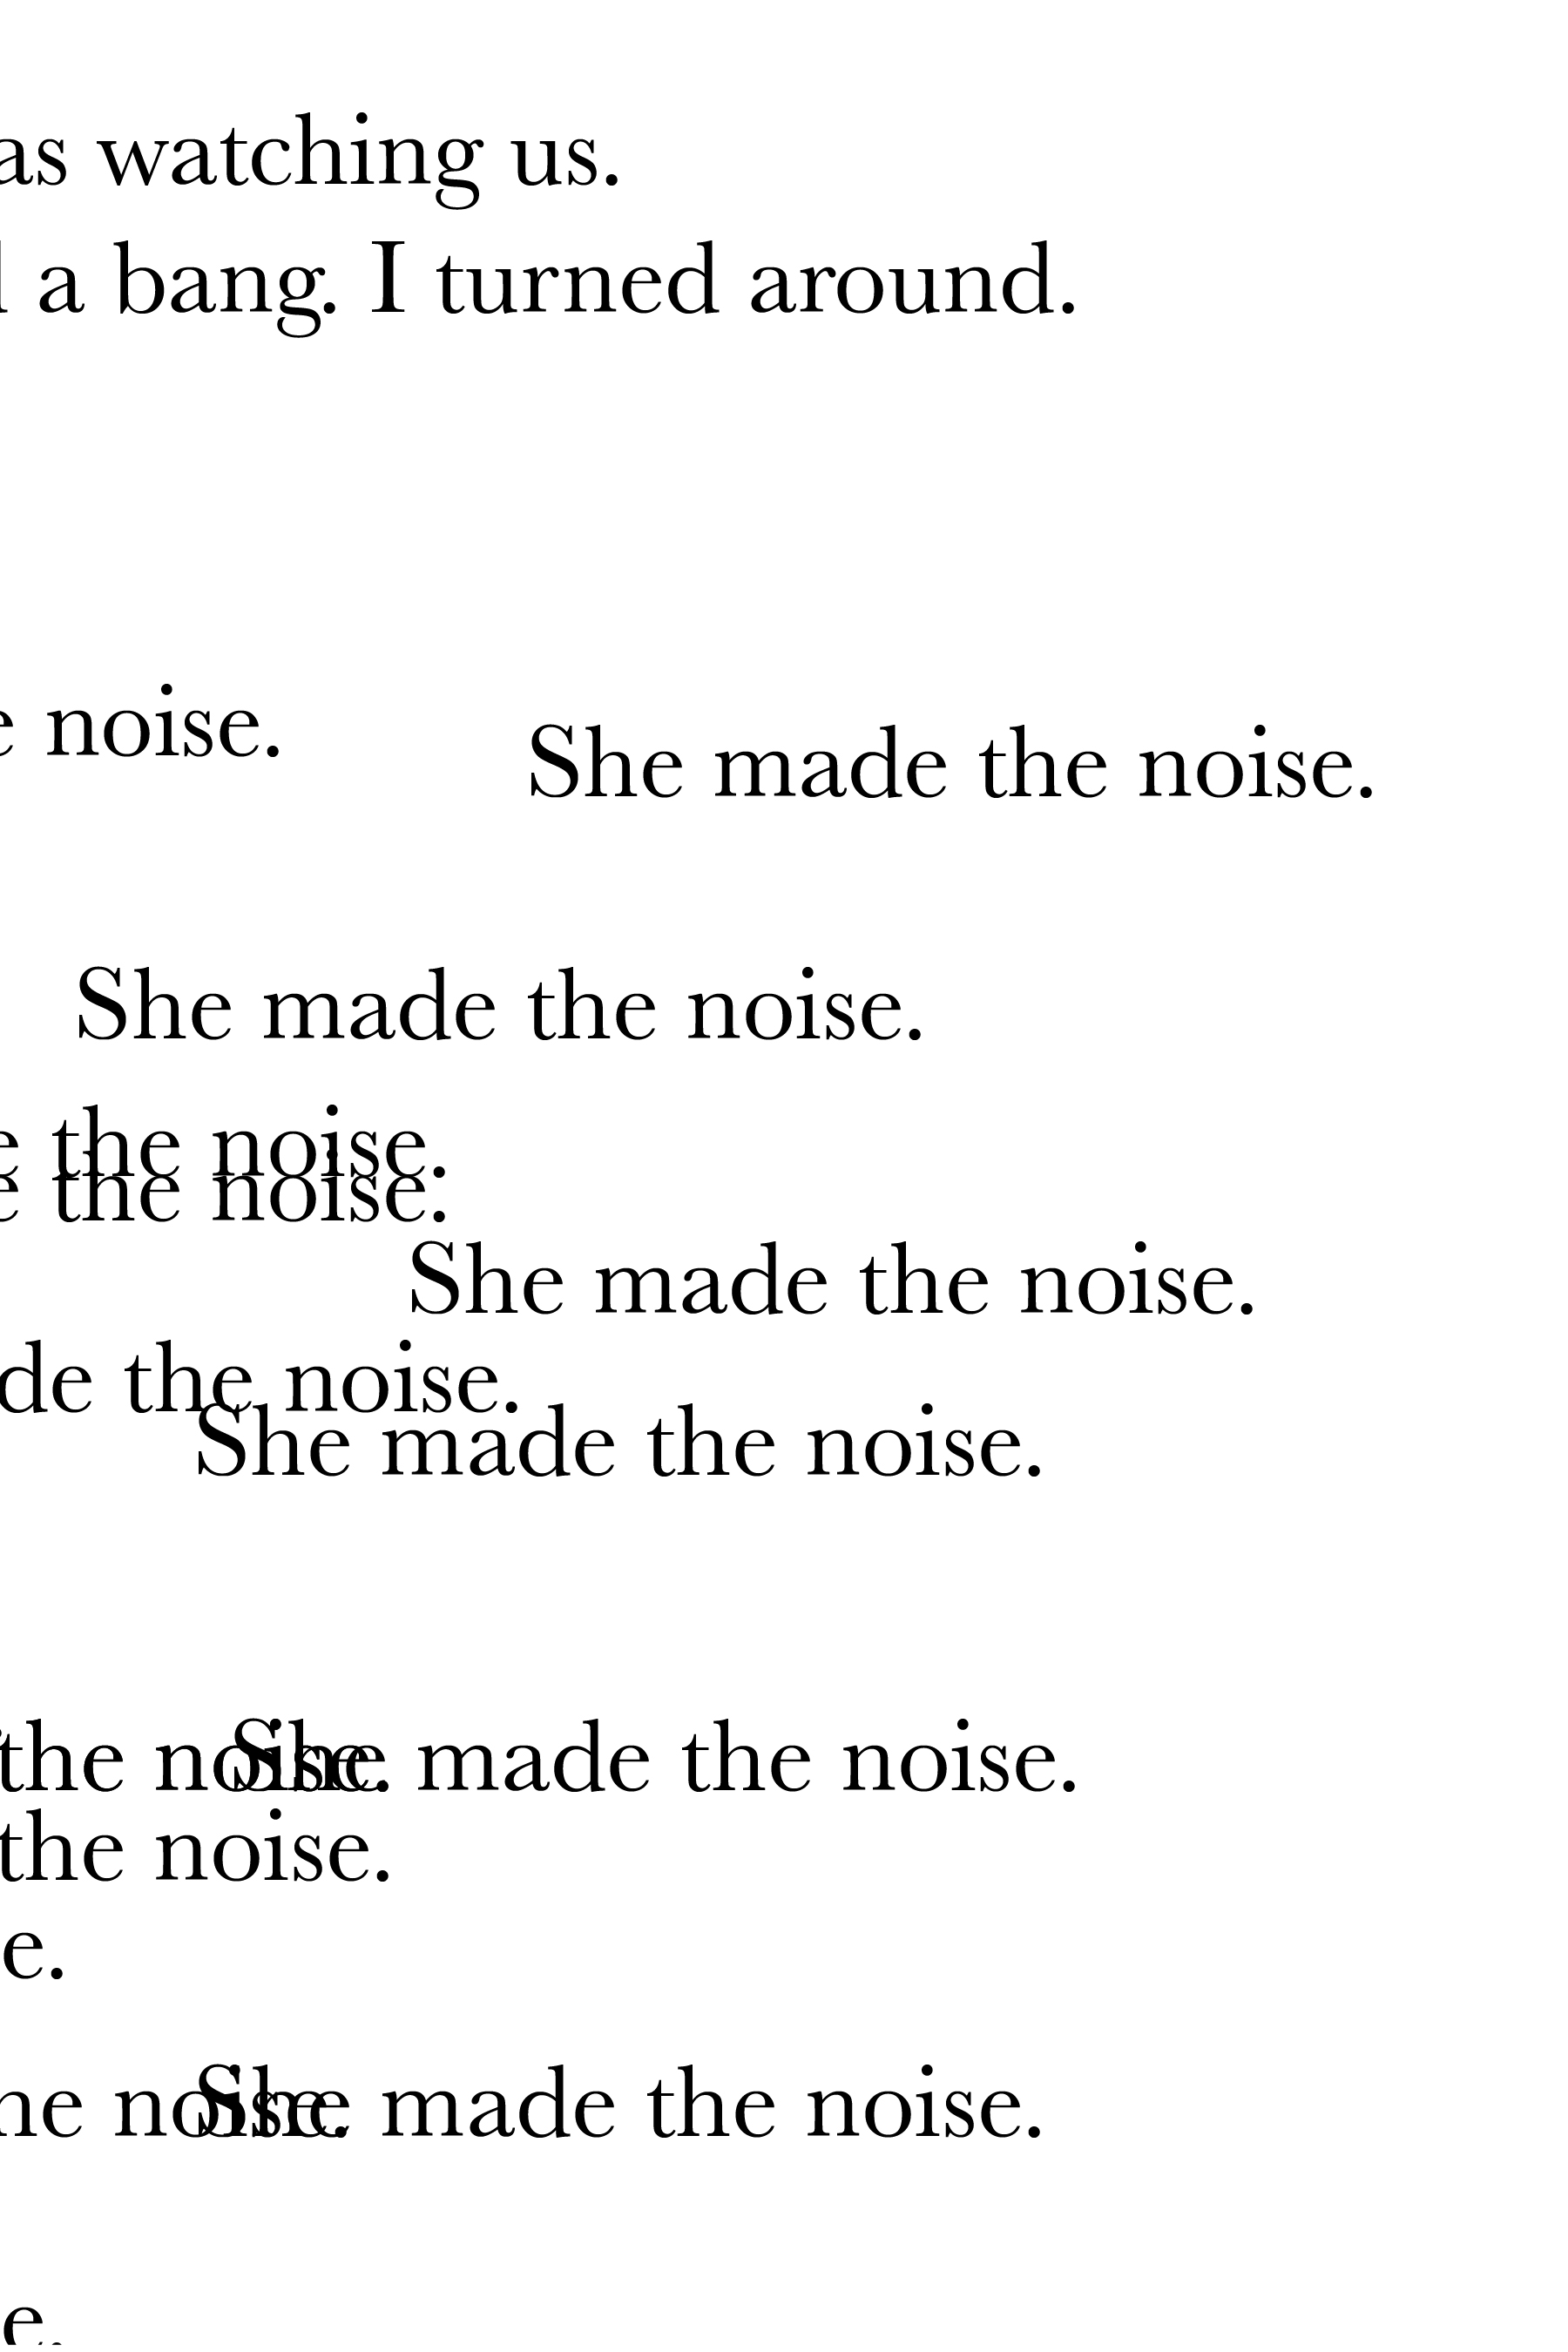 as watching us.
a bang. I turned around.
noise.
She made the noise.
She made the noise.
the noise.
the noise.
She made the noise.
de the noise.
She made the noise.
the noise. She made the noise.
the noise.
e.
he noise. She made the noise.
e.